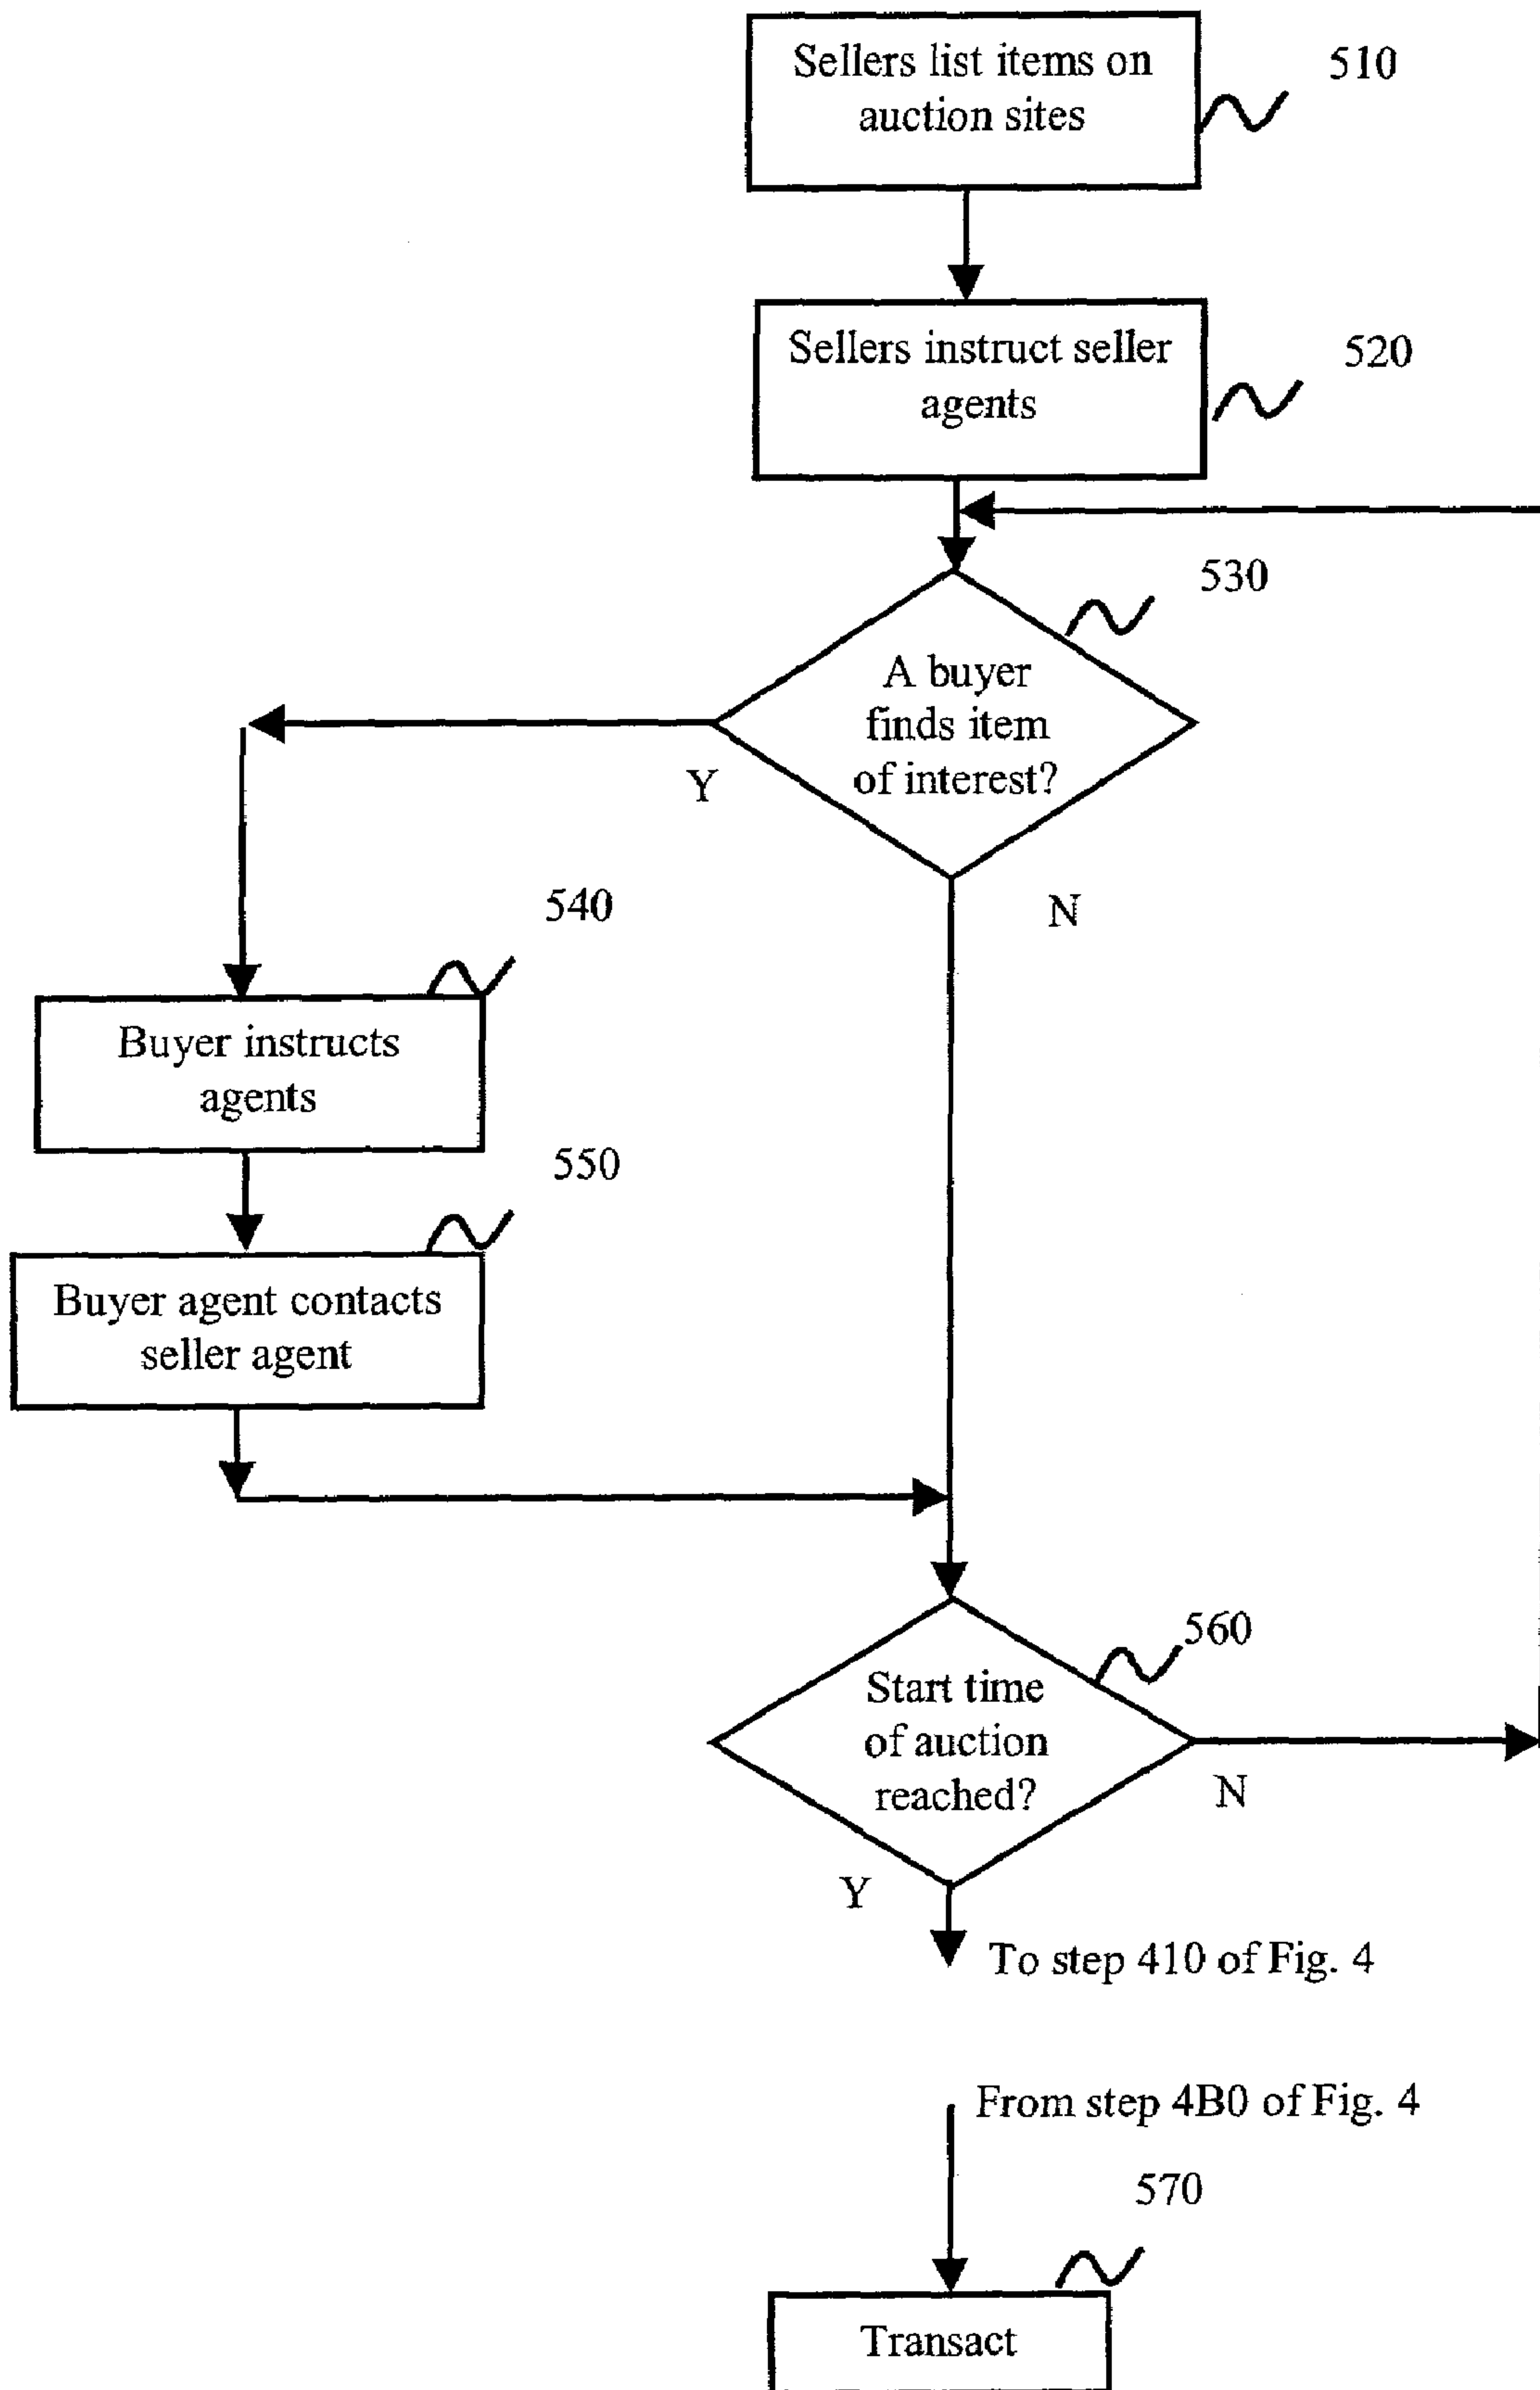 Sellers list items on
auction sites
510
Sellers instruct seller
agents
520
530
A buyer
finds item
of interest?
Y
N
540
Buyer instructs
agents
550
Buyer agent contacts
seller agent
560
Start time
of auction
reached?
N
Y
To step 410 of Fig. 4
From step 4B0 of Fig. 4
570
Transact